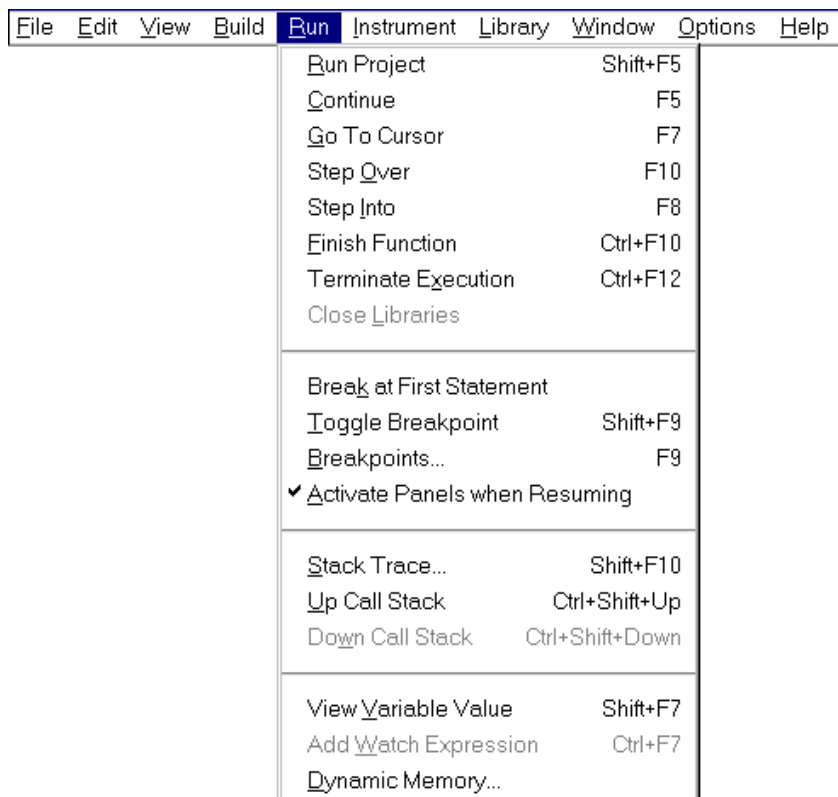 File Edit View Build Run Instrument Library Window Options Help
Run Project Shift+F5
Continue F5
Go To Cursor F7
Step Over F10
Step Into F8
Finish Function Ctrl+F10
Terminate Execution Ctrl+F12
Close Libraries
Break at First Statement
Toggle Breakpoint Shift+F9
Breakpoints... F9
Activate Panels when Resuming
Stack Trace... Shift+F10
Up Call Stack Ctrl+Shift+Up
Down Call Stack Ctrl+Shift+Down
View Variable Value Shift+F7
Add Watch Expression Ctrl+F7
Dynamic Memory...